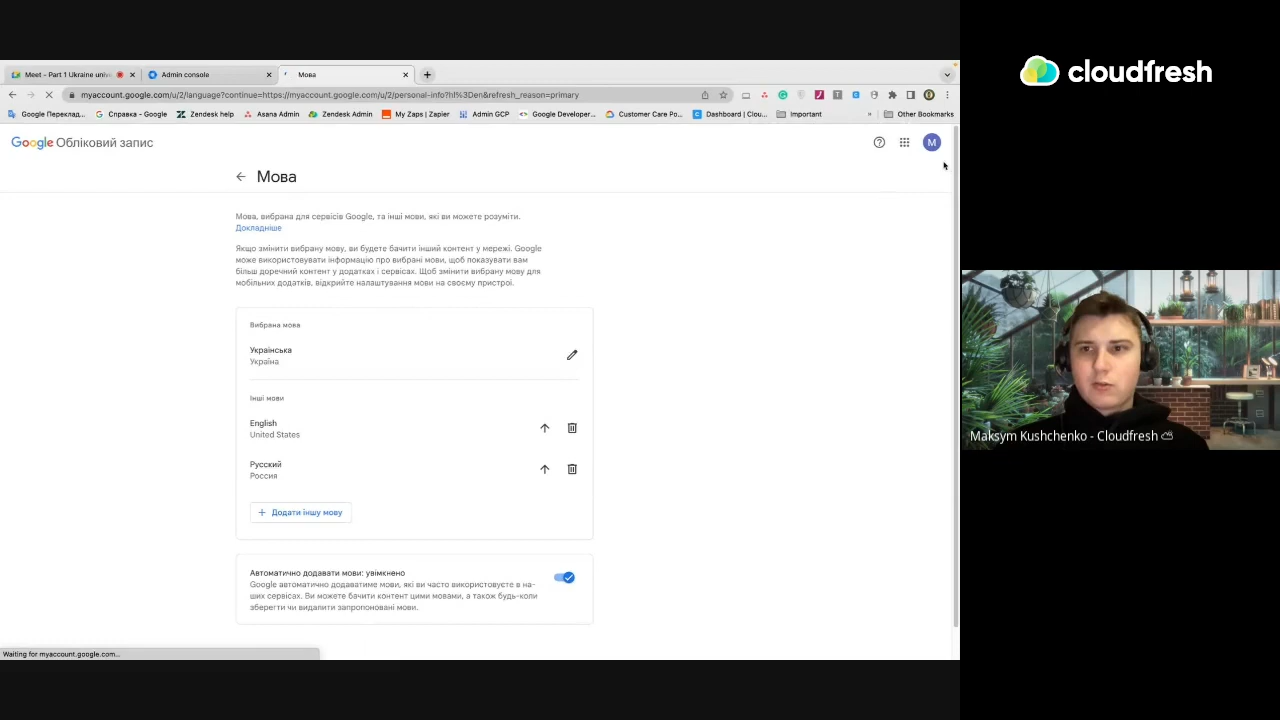 Meet - Part 1 Ukraine univ
Admin console
Мова
myaccount.google.com/u/2/language?continue=https://myaccount.google.com/u/2/personal-info?hl%3Den&refresh_reason=primary
Google Переклад...
Справка - Google
Zendesk help
Asana Admin
Zendesk Admin
My Zaps | Zapier
Admin GCP
Google Developer...
Customer Care Po...
Dashboard | Clou...
Important
»
Other Bookmarks
Google Обліковий запис
M
Мова
Мова, вибрана для сервісів Google, та інші мови, які ви можете розуміти.
Докладніше
Якщо змінити вибрану мову, ви будете бачити інший контент у мережі. Google
може використовувати інформацію про вибрані мови, щоб показувати вам
більш доречний контент у додатках і сервісах. Щоб змінити вибрану мову для
мобільних додатків, відкрийте налаштування мови на своєму пристрої.
Вибрана мова
Українська
Україна
Інші мови
English
United States
Русский
Россия
+ Додати іншу мову
Автоматично додавати мови: увімкнено
Google автоматично додаватиме мови, які ви часто використовуєте в на-
ших сервісах. Ви можете бачити контент цими мовами, а також будь-коли
зберегти чи видалити запропоновані мови.
Waiting for myaccount.google.com...
cloudfresh
Maksym Kushchenko - Cloudfresh